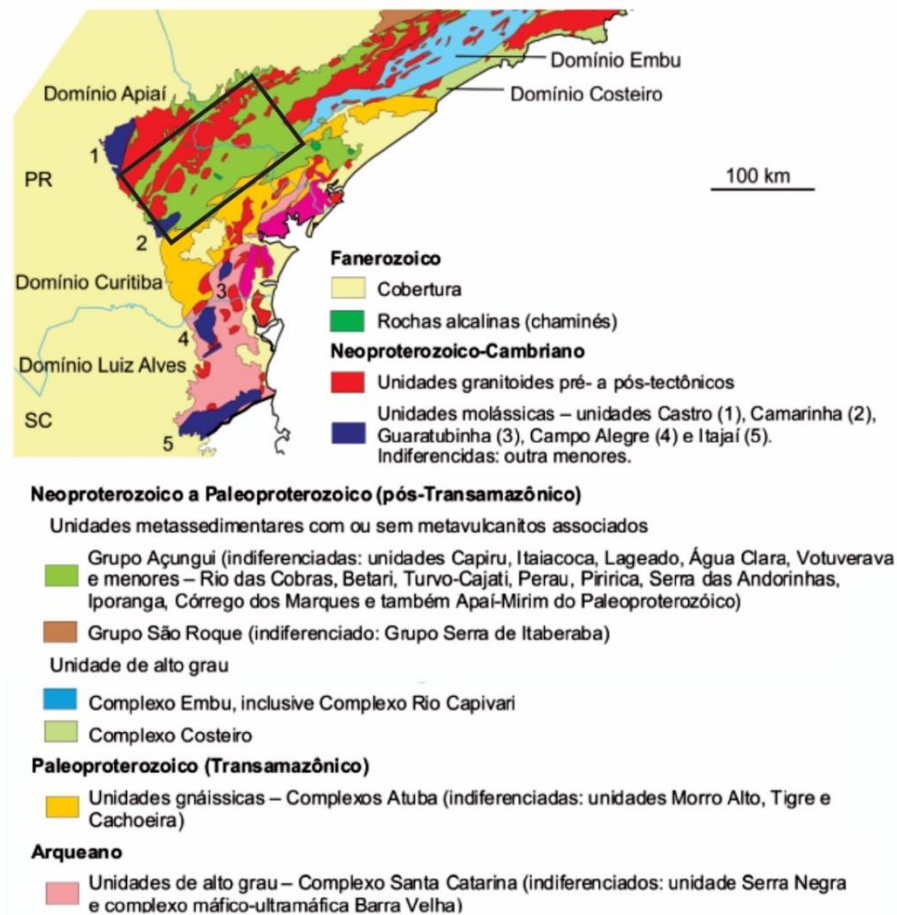 Domínio Embu
Domínio Apiaí
Domínio Costeiro
1
PR
100 km
2
Domínio Curitiba
3
4
Domínio Luiz Alves
SC
5
Fanerozoico
Cobertura
Rochas alcalinas (chaminés)
Neoproterozoico-Cambriano
Unidades granitoides pré- a pós-tectônicos
Unidades molássicas – unidades Castro (1), Camarinha (2),
Guaratubinha (3), Campo Alegre (4) e Itajaí (5).
Indiferencidas: outra menores.
Neoproterozoico a Paleoproterozoico (pós-Transamazônico)
Unidades metassedimentares com ou sem metavulcanitos associados
Grupo Açungui (indiferenciadas: unidades Capiru, Itaiacoca, Lageado, Água Clara, Votuverava
e menores – Rio das Cobras, Betari, Turvo-Cajati, Perau, Piririca, Serra das Andorinhas,
Iporanga, Córrego dos Marques e também Apaí-Mirim do Paleoproterozóico)
Grupo São Roque (indiferenciado: Grupo Serra de Itaberaba)
Unidade de alto grau
Complexo Embu, inclusive Complexo Rio Capivari
Complexo Costeiro
Paleoproterozoico (Transamazônico)
Unidades gnáissicas – Complexos Atuba (indiferenciadas: unidades Morro Alto, Tigre e
Cachoeira)
Arqueano
Unidades de alto grau – Complexo Santa Catarina (indiferenciados: unidade Serra Negra
e complexo máfico-ultramáfica Barra Velha)